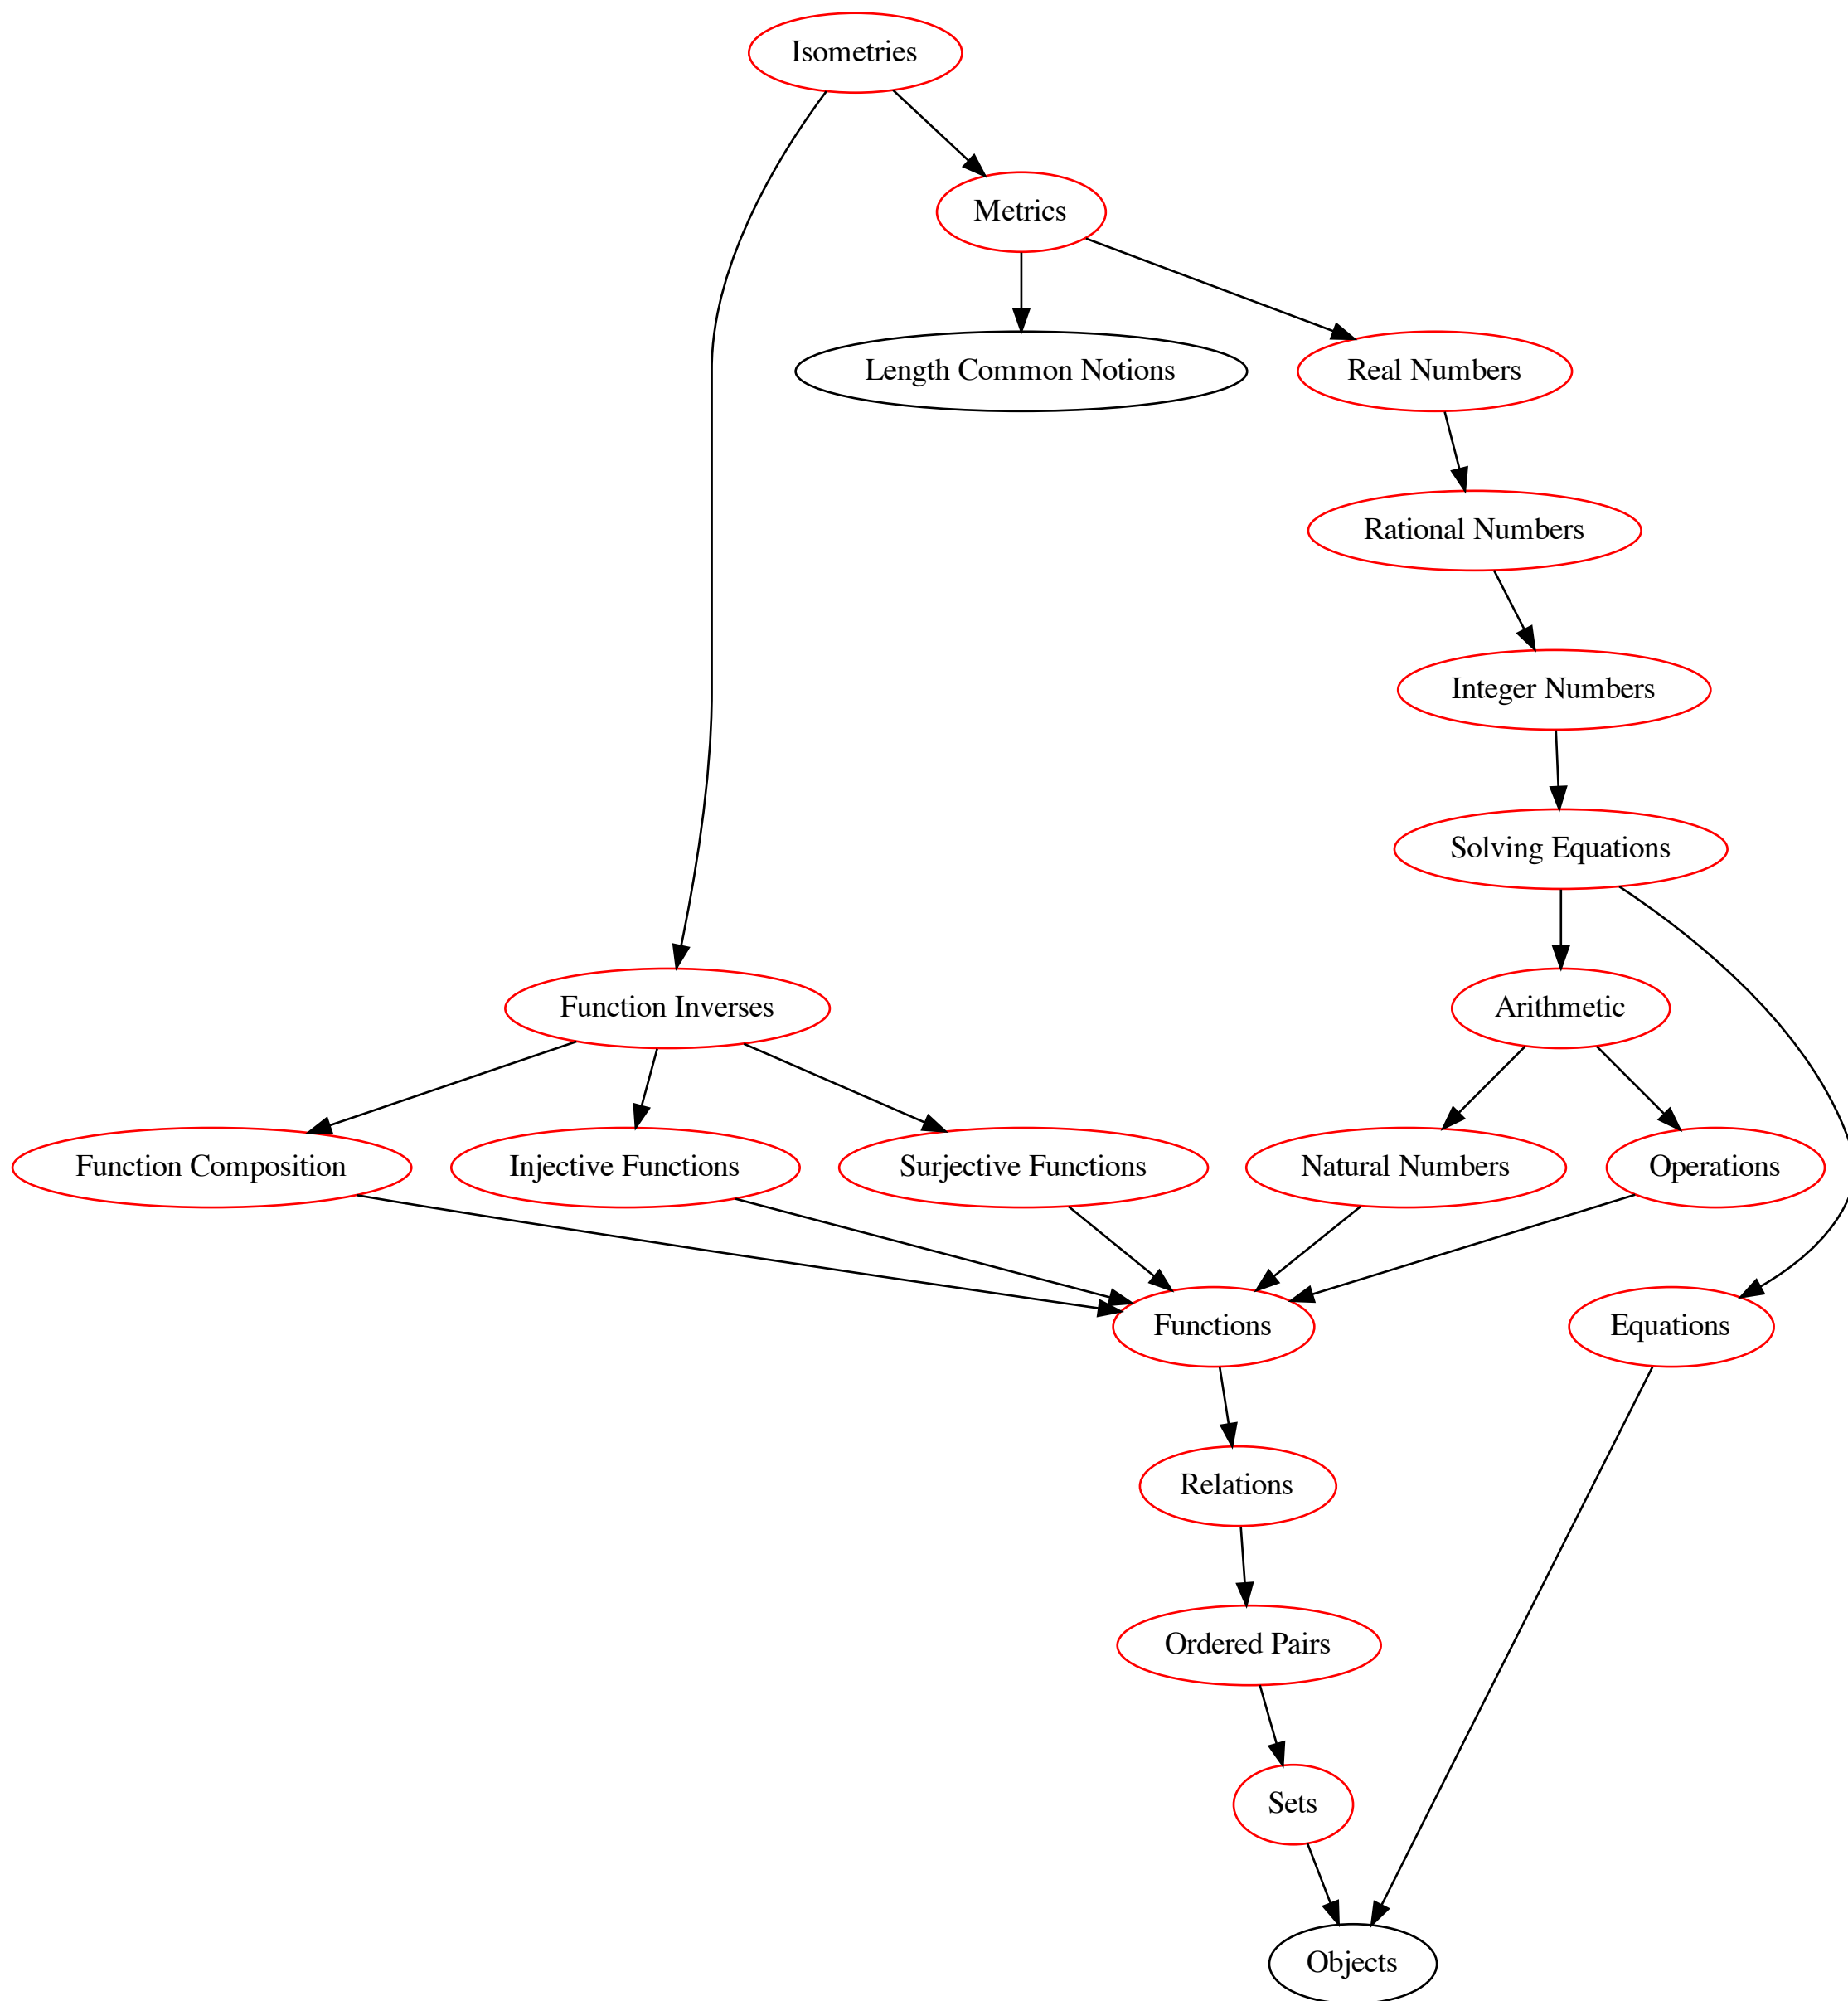 Isometries
Metrics
Length Common Notions
Real Numbers
Rational Numbers
Integer Numbers
Solving Equations
Function Inverses
Arithmetic
Function Composition
Injective Functions
Surjective Functions
Natural Numbers
Operations
Functions
Equations
Relations
Ordered Pairs
Sets
Objects